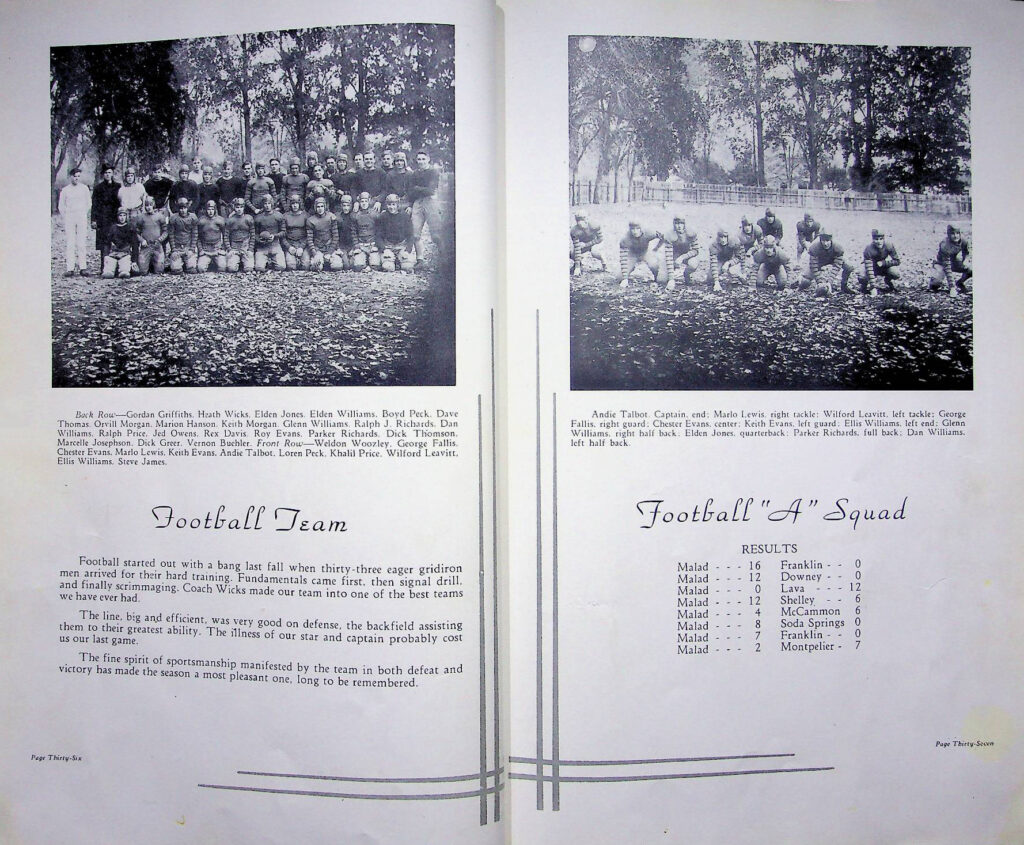 Back Row—Gordan Griffiths, Heath Wicks, Elden Jones, Elden Williams, Boyd Peck, Dave
Thomas, Orvill Morgan, Marion Hanson, Keith Morgan, Glenn Williams, Ralph J. Richards, Dan
Williams, Ralph Price, Jed Owens, Rex Davis, Roy Evans, Parker Richards, Dick Thomson,
Marcelle Josephson, Dick Greer, Vernon Buehler. Front Row—Weldon Woozley, George Fallis,
Chester Evans, Marlo Lewis, Keith Evans, Andie Talbot, Loren Peck, Khalil Price, Wilford Leavitt,
Ellis Williams, Steve James.
Football Team
Football started out with a bang last fall when thirty-three eager gridiron
men arrived for their hard training. Fundamentals came first, then signal drill,
and finally scrimmaging. Coach Wicks made our team into one of the best teams
we have ever had.
The line, big and efficient, was very good on defense, the backfield assisting
them to their greatest ability. The illness of our star and captain probably cost
us our last game.
The fine spirit of sportsmanship manifested by the team in both defeat and
victory has made the season a most pleasant one, long to be remembered.
Page Thirty-Six
Andie Talbot, Captain, end; Marlo Lewis, right tackle; Wilford Leavitt, left tackle; George
Fallis, right guard; Chester Evans, center; Keith Evans, left guard; Ellis Williams, left end; Glenn
Williams, right half back; Elden Jones, quarterback; Parker Richards, full back; Dan Williams,
left half back.
Football "A" Squad
RESULTS
Malad - - - 16 Franklin - - 0
Malad - - - 12 Downey - - 0
Malad - - - 0 Lava - - - 12
Malad - - - 12 Shelley - - 6
Malad - - - 4 McCammon 6
Malad - - - 8 Soda Springs 0
Malad - - - 7 Franklin - - 0
Malad - - - 2 Montpelier - 7
Page Thirty-Seven